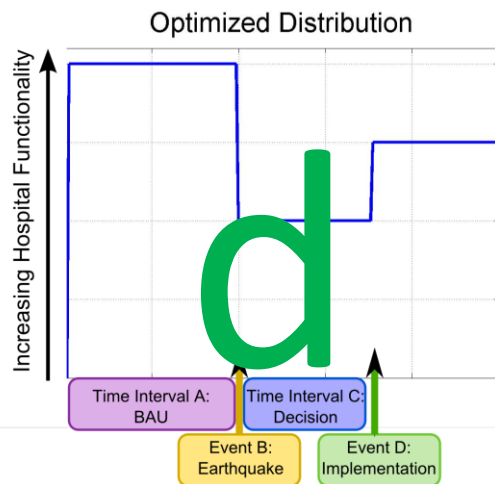 Optimized Distribution
Increasing Hospital Functionality
d
Time Interval A:
BAU
Time Interval C:
Decision
Event B:
Earthquake
Event D:
Implementation